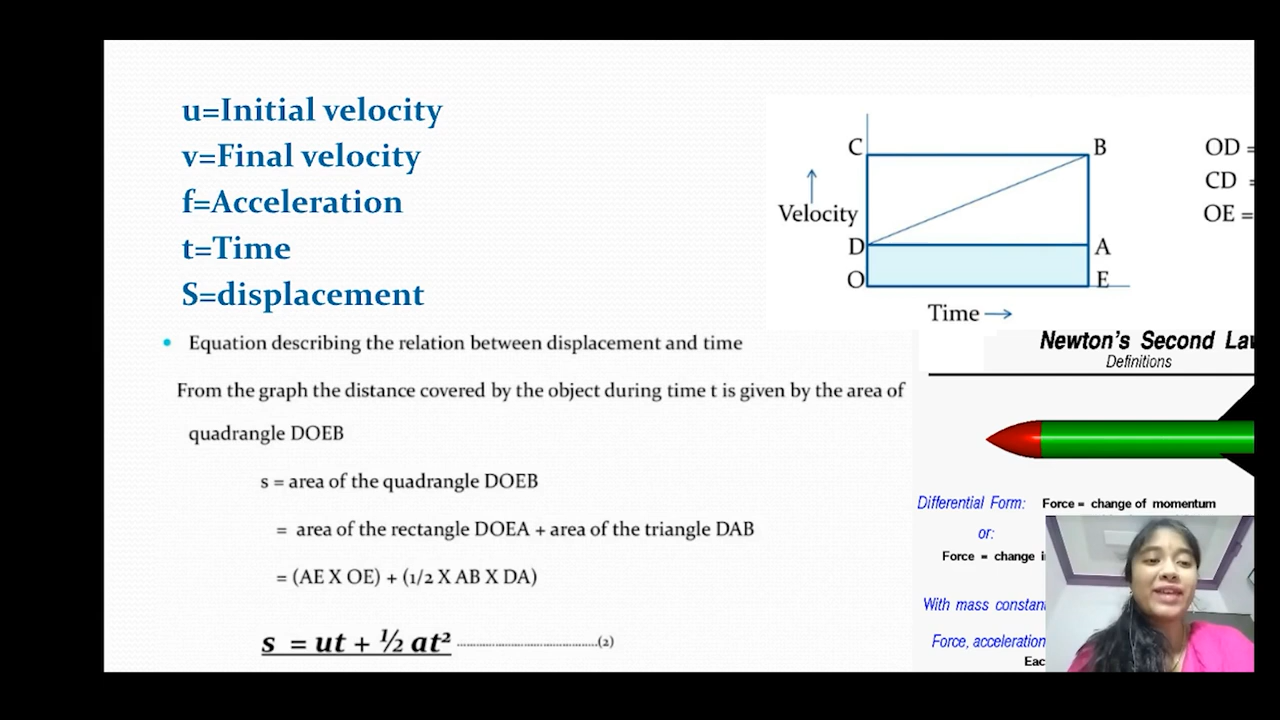 u=Initial velocity
v=Final velocity
f=Acceleration
t=Time
S=displacement
C
B
Velocity
D
A
O
E
Time →
OD =
CD =
OE =
• Equation describing the relation between displacement and time
From the graph the distance covered by the object during time t is given by the area of
quadrangle DOEB
s = area of the quadrangle DOEB
= area of the rectangle DOEA + area of the triangle DAB
= (AE X OE) + (1/2 X AB X DA)
s = ut + ½ at² ...............................(2)
Newton's Second
Definitions
Differential Form: Force = change of momentum
or:
Force = change
With mass
Force, acceleration